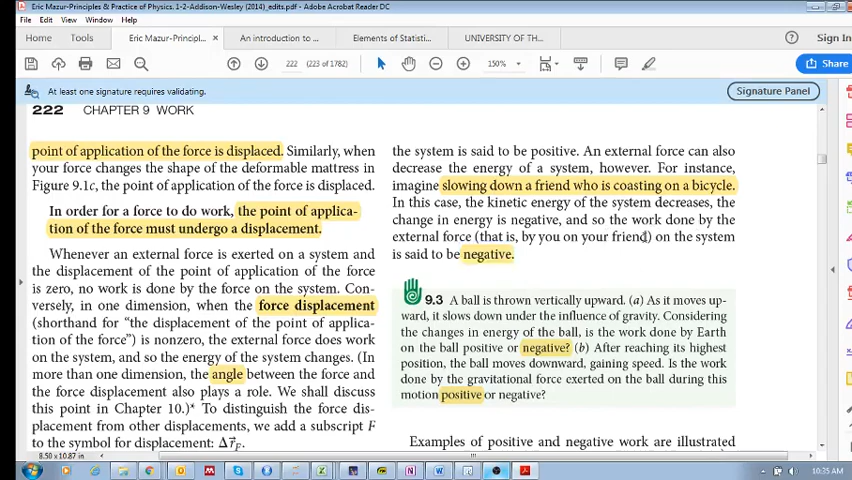 Eric Mazur-Principles & Practice of Physics. 1-2-Addison-Wesley (2014)_edits.pdf - Adobe Acrobat Reader DC
File Edit View Window Help
Home Tools Eric Mazur-Principl... × An introduction to ... Elements of Statisti... UNIVERSITY OF TH... Sign In
222 (223 of 1782) 150% Share
At least one signature requires validating. Signature Panel
222 CHAPTER 9 WORK
point of application of the force is displaced. Similarly, when
your force changes the shape of the deformable mattress in
Figure 9.1c, the point of application of the force is displaced.
In order for a force to do work, the point of applica-
tion of the force must undergo a displacement.
Whenever an external force is exerted on a system and
the displacement of the point of application of the force
is zero, no work is done by the force on the system. Con-
versely, in one dimension, when the force displacement
(shorthand for "the displacement of the point of applica-
tion of the force") is nonzero, the external force does work
on the system, and so the energy of the system changes. (In
more than one dimension, the angle between the force and
the force displacement also plays a role. We shall discuss
this point in Chapter 10.)* To distinguish the force dis-
placement from other displacements, we add a subscript F
to the symbol for displacement: Δr⃗F.
the system is said to be positive. An external force can also
decrease the energy of a system, however. For instance,
imagine slowing down a friend who is coasting on a bicycle.
In this case, the kinetic energy of the system decreases, the
change in energy is negative, and so the work done by the
external force (that is, by you on your friend) on the system
is said to be negative.
9.3 A ball is thrown vertically upward. (a) As it moves up-
ward, it slows down under the influence of gravity. Considering
the changes in energy of the ball, is the work done by Earth
on the ball positive or negative? (b) After reaching its highest
position, the ball moves downward, gaining speed. Is the work
done by the gravitational force exerted on the ball during this
motion positive or negative?
Examples of positive and negative work are illustrated
8.50 x 10.87 in
10:35 AM